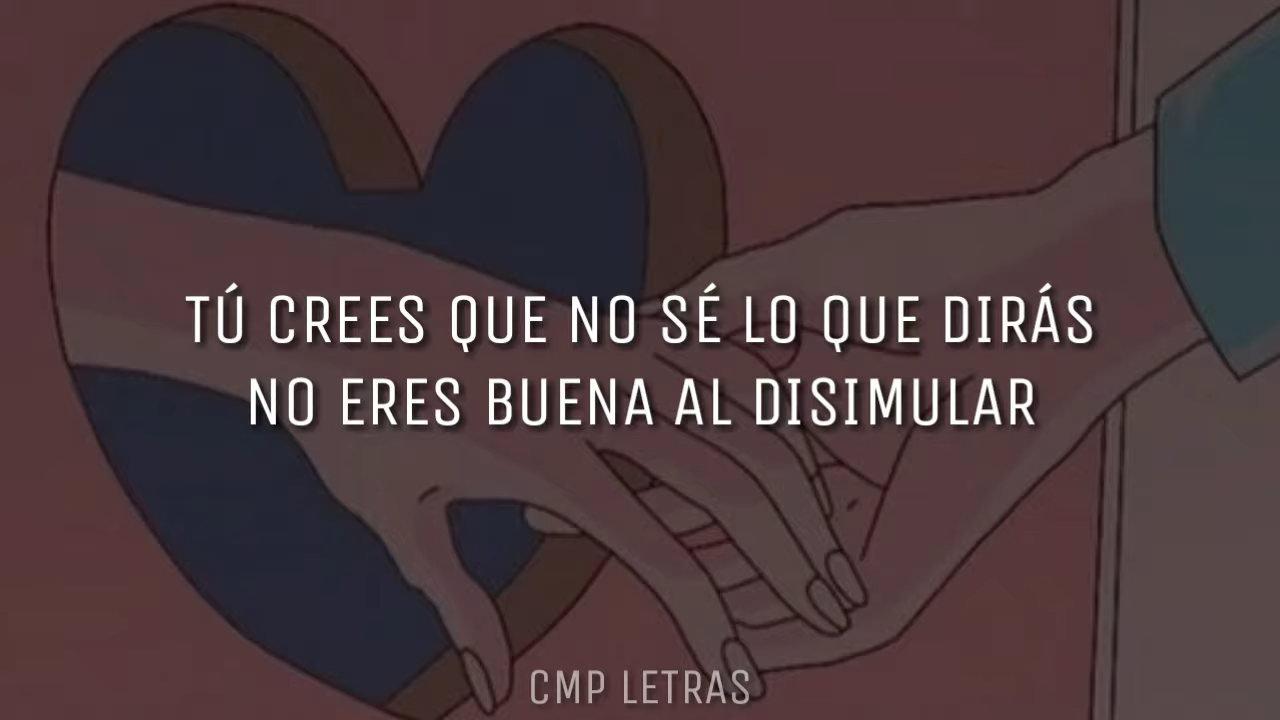 TÚ CREES QUE NO SÉ LO QUE DIRÁS
NO ERES BUENA AL DISIMULAR
CMP LETRAS